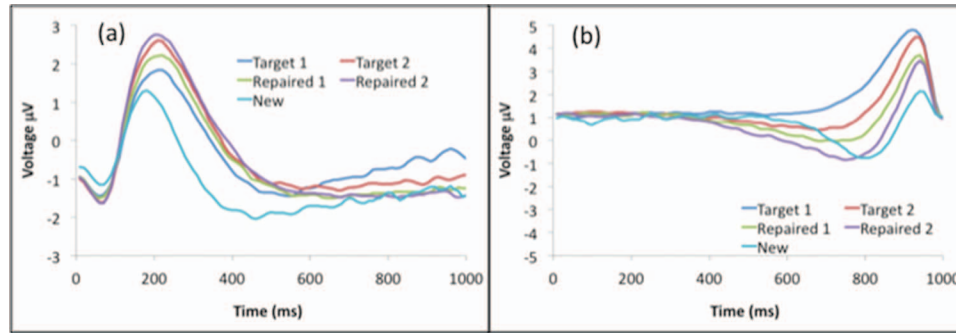 (a)
3
2
1
-0
-1
-2
-3
Voltage µV
Target 1 Target 2
Repaired 1 Repaired 2
New
0 200 400 600 800 1000
Time (ms)
(b)
5
4
3
2
1
-0
-1
-2
-3
-4
-5
Voltage µV
Target 1 Target 2
Repaired 1 Repaired 2
New
0 200 400 600 800 1000
Time (ms)